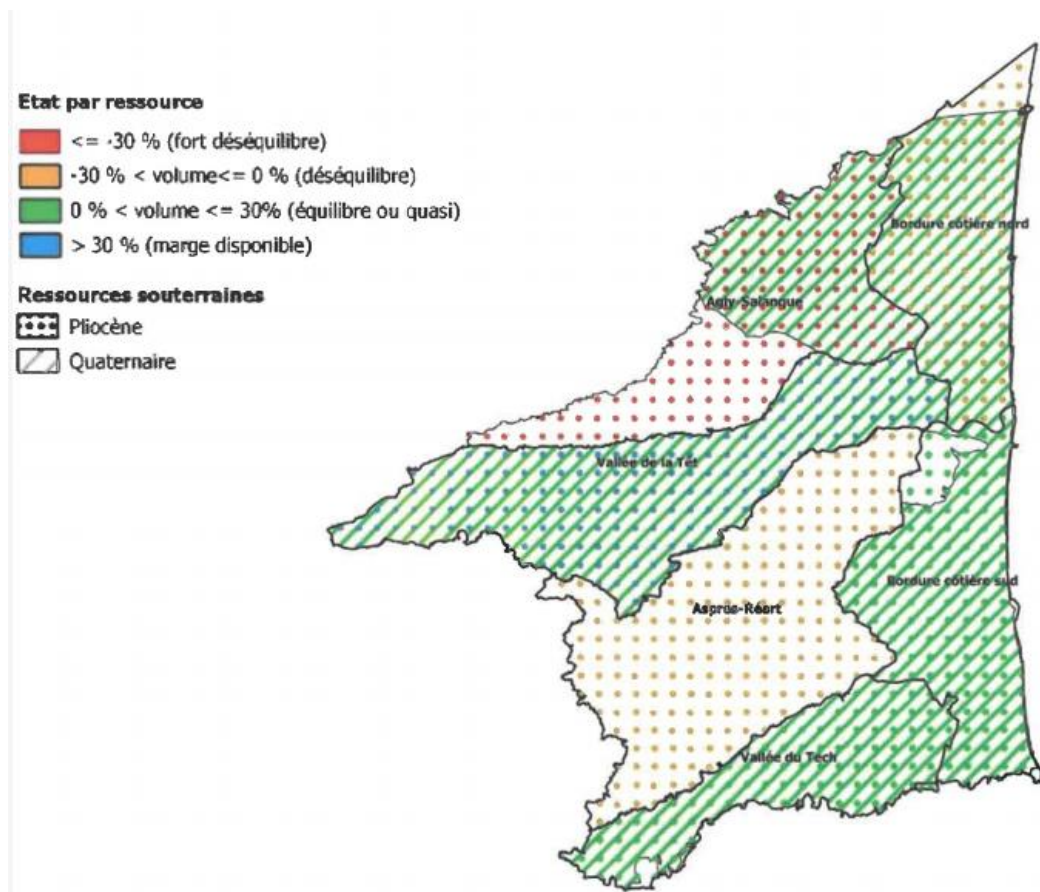 Etat par ressource
<= -30 % (fort déséquilibre)
-30 % < volume<= 0 % (déséquilibre)
0 % < volume <= 30% (équilibre ou quasi)
> 30 % (marge disponible)
Ressources souterraines
Pliocène
Quaternaire
Bordure côtière nord
Agly-Salanque
Vallée de la Têt
Bordure côtière sud
Aspres-Réart
Vallée du Tech